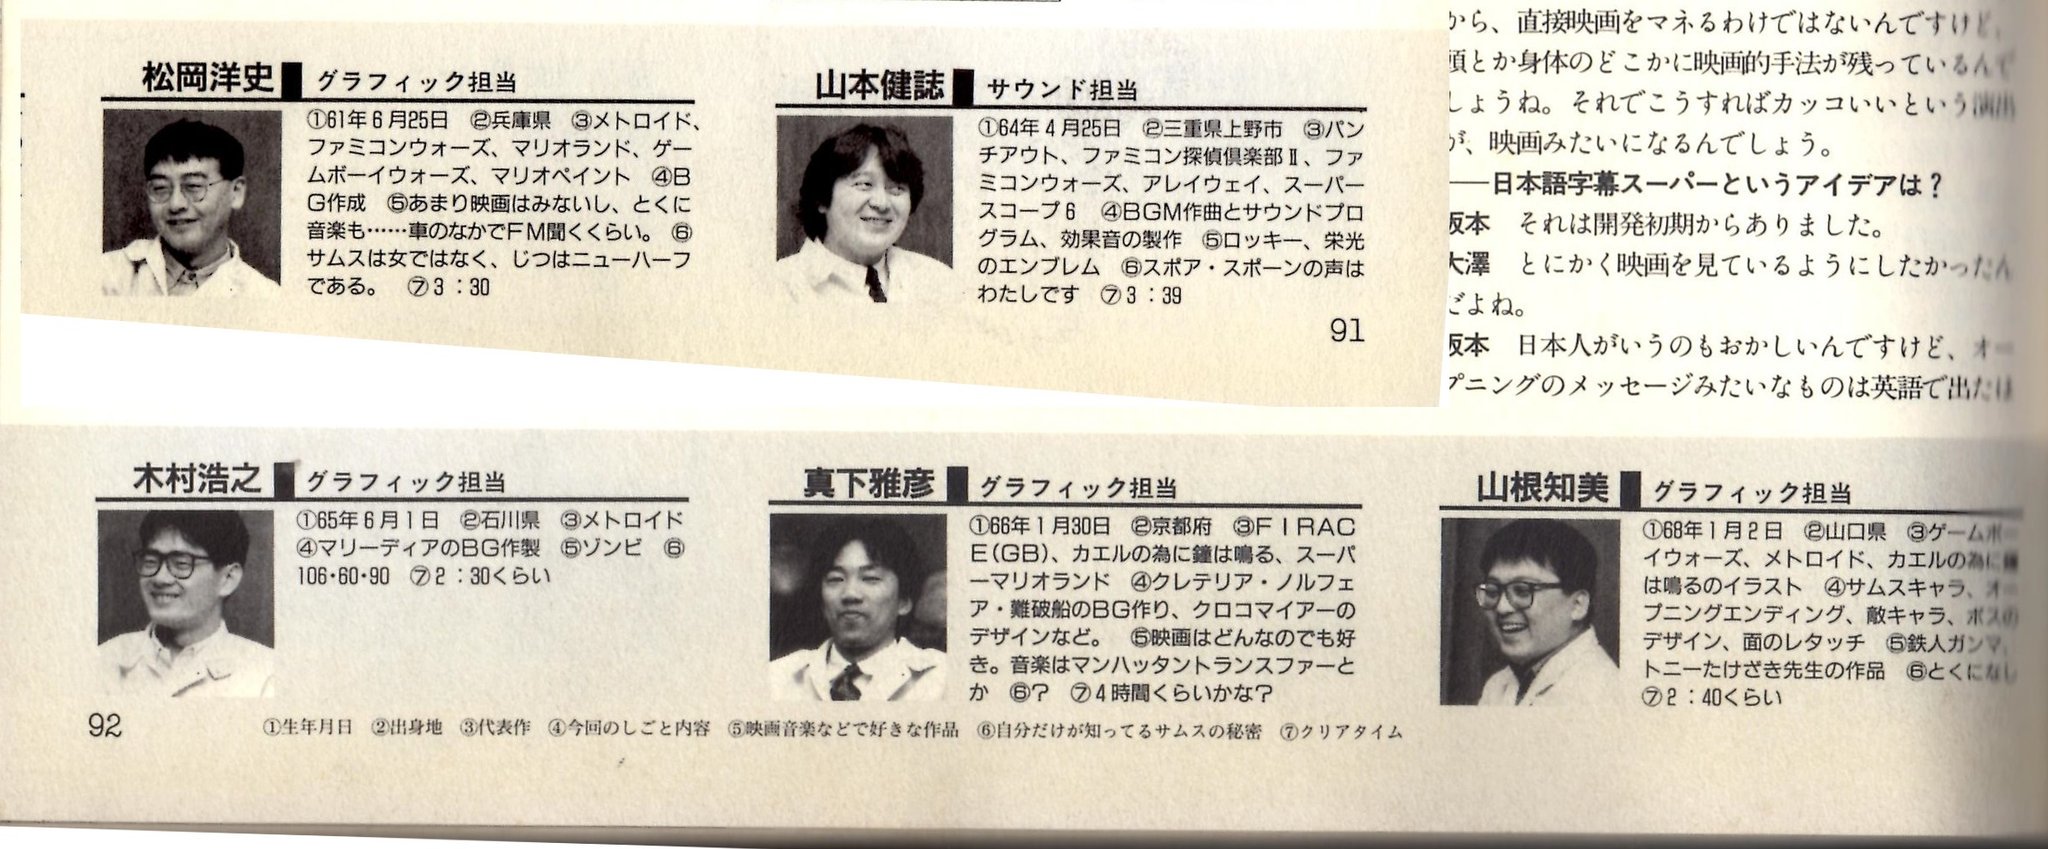 松岡洋史 グラフィック担当
①61年6月25日 ②兵庫県 ③メトロイド、
ファミコンウォーズ、マリオランド、ゲー
ムボーイウォーズ、マリオペイント ④B
G作成 ⑤あまり映画はみないし、とくに
音楽も……車のなかでFM聞くくらい。 ⑥
サムスは女ではなく、じつはニューハーフ
である。 ⑦3:30
山本健誌 サウンド担当
①64年4月25日 ②三重県上野市 ③パン
チアウト、ファミコン探偵倶楽部Ⅱ、ファ
ミコンウォーズ、アレイウェイ、スーパー
スコープ6 ④BGM作曲とサウンドプロ
グラム、効果音の製作 ⑤ロッキー、栄光
のエンブレム ⑥スポア・スポーンの声は
わたしです ⑦3:39
91
から、直接映画をマネるわけではないんですけど、
頭とか身体のどこかに映画的手法が残っているんで
しょうね。それでこうすればカッコいいという演出
が、映画みたいになるんでしょう。
──日本語字幕スーパーというアイデアは?
坂本 それは開発初期からありました。
大澤 とにかく映画を見ているようにしたかったん
だよね。
坂本 日本人がいうのもおかしいんですけど、オー
プニングのメッセージみたいなものは英語で出たほ
木村浩之 グラフィック担当
①65年6月1日 ②石川県 ③メトロイド
④マリーディアのBG作製 ⑤ゾンビ ⑥
106・60・90 ⑦2:30くらい
真下雅彦 グラフィック担当
①66年1月30日 ②京都府 ③FIRAC
E(GB)、カエルの為に鐘は鳴る、スーパ
ーマリオランド ④クレテリア・ノルフェ
ア・難破船のBG作り、クロコマイアーの
デザインなど。 ⑤映画はどんなのでも好
き。音楽はマンハッタントランスファーと
か ⑥? ⑦4時間くらいかな?
山根知美 グラフィック担当
①68年1月2日 ②山口県 ③ゲームボー
イウォーズ、メトロイド、カエルの為に鐘
は鳴るのイラスト ④サムスキャラ、オー
プニングエンディング、敵キャラ、ボスの
デザイン、面のレタッチ ⑤鉄人ガンマ、
トニーたけざき先生の作品 ⑥とくになし
⑦2:40くらい
92
①生年月日 ②出身地 ③代表作 ④今回のしごと内容 ⑤映画音楽などで好きな作品 ⑥自分だけが知ってるサムスの秘密 ⑦クリアタイム